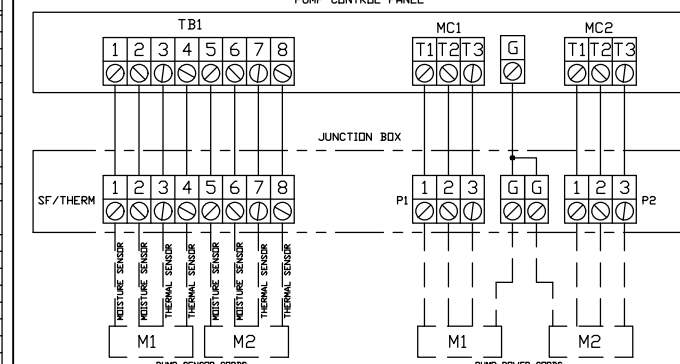 PUMP CONTROL PANEL
TB1
MC1
MC2
1 2 3 4 5 6 7 8
T1 T2 T3
G
T1 T2 T3
JUNCTION BOX
SF/THERM
1 2 3 4 5 6 7 8
P1
1 2 3
G G
1 2 3
P2
MOISTURE SENSOR
MOISTURE SENSOR
THERMAL SENSOR
THERMAL SENSOR
MOISTURE SENSOR
MOISTURE SENSOR
THERMAL SENSOR
THERMAL SENSOR
M1
M2
M1
M2
PUMP SENSOR CORDS
PUMP POWER CORDS